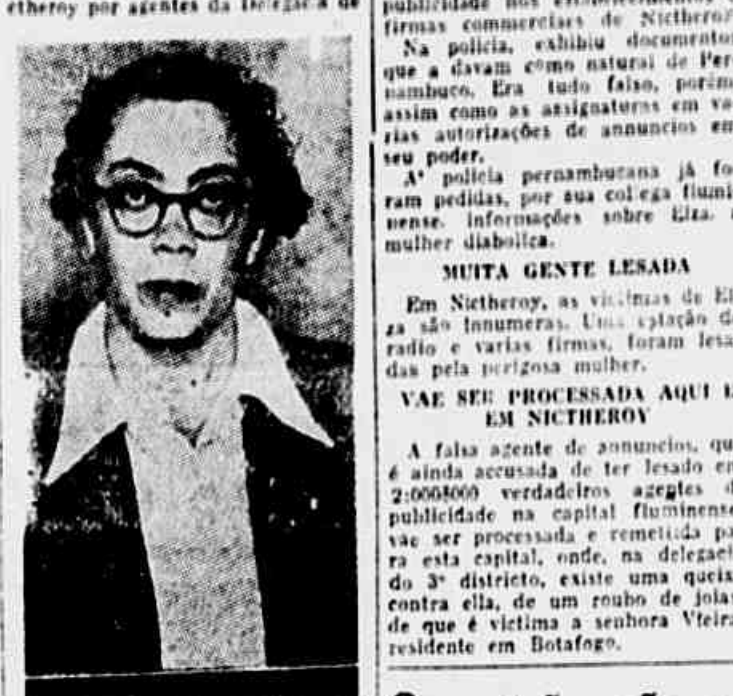 etheroy por agentes da Delegacia de
publicidade nos estabelecimentos
firmas commerciaes de Nictheroy
Na policia, exhibiu documentos
que a davam como natural de Per
nambuco. Era tudo falso, porém
assim como as assignaturas em va
rias autorizações de annuncios em
seu poder.
A' policia pernambucana já fo
ram pedidas, por sua collega flumi
nense, informações sobre Elza, a
mulher diabolica.
MUITA GENTE LESADA
Em Nictheroy, as victimas de El
za são innumeras. Uma estação de
radio e varias firmas, foram lesa
das pela perigosa mulher.
VAE SER PROCESSADA AQUI E
EM NICTHEROY
A falsa agente de annuncios, que
é ainda accusada de ter lesado em
2:000$000 verdadeiros agentes d
publicidade na capital fluminense
vae ser processada e remettida pa
ra esta capital, onde, na delegaci
do 3º districto, existe uma queix
contra ella, de um roubo de joias
de que é victima a senhora Vieira
residente em Botafogo.